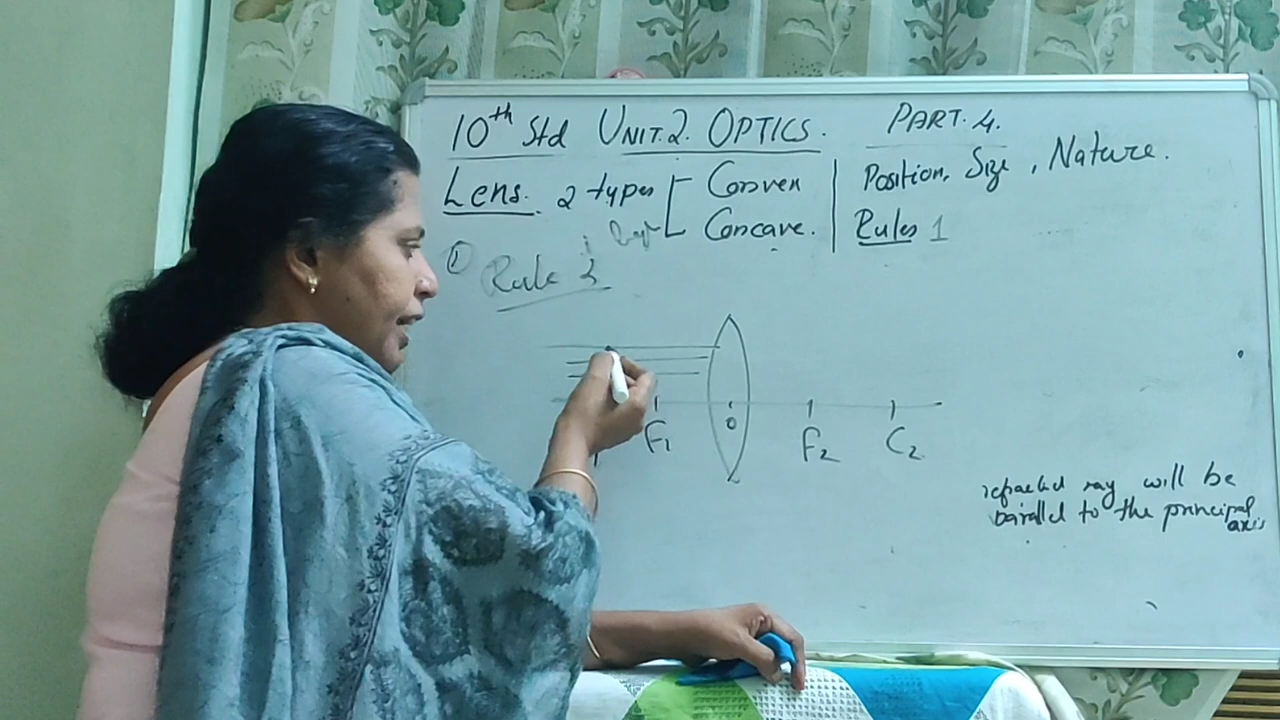 10th Std UNIT.2. OPTICS. PART.4.
Lens. 2 types Convex Position, Size, Nature.
Concave. Rules 1
① Rule
F1 O F2 C2
refracted ray will be
parallel to the principal
axis